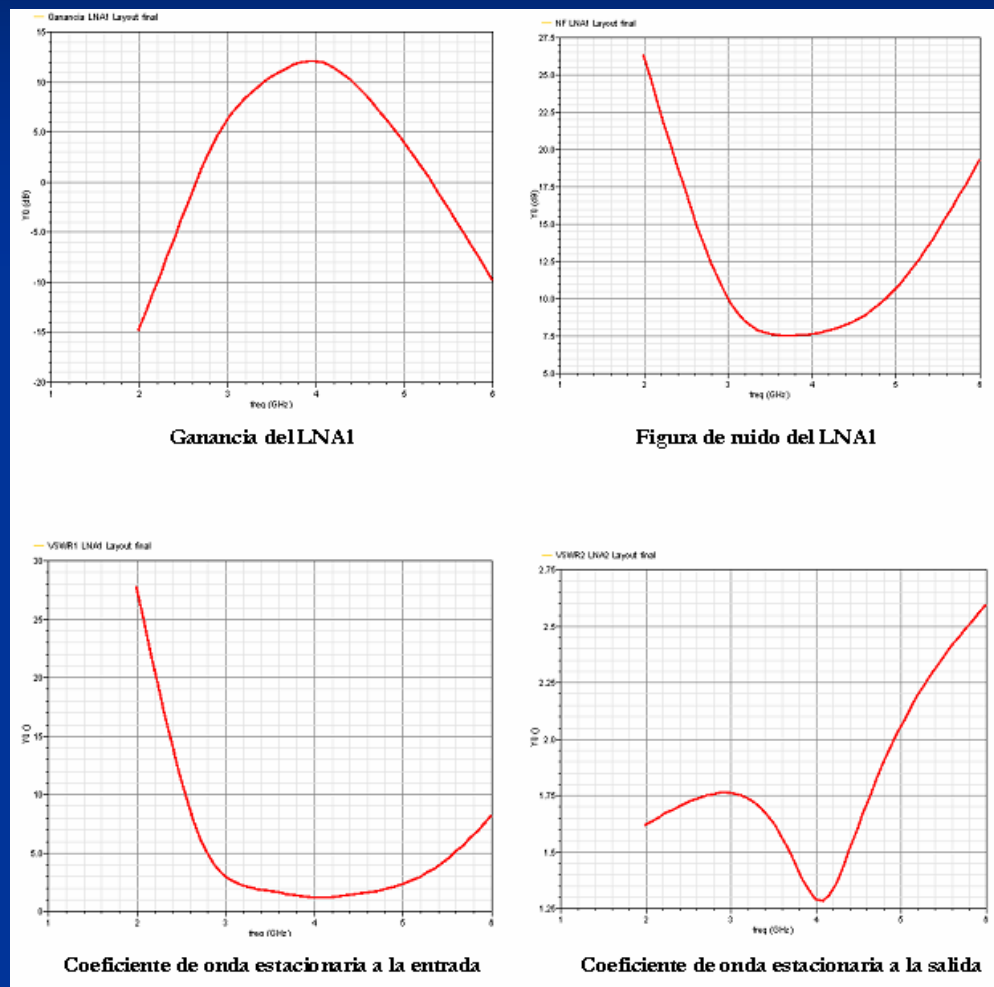 Ganancia LNA1 Layout final
15
10
5.0
0
-5.0
-10
-15
-20
Y0 (dB)
1 2 3 4 5 6
freq (GHz)
Ganancia del LNA1
NF LNA1 Layout final
27.5
25.0
22.5
20.0
17.5
15.0
12.5
10.0
7.5
5.0
Y0 (dB)
1 2 3 4 5 6
freq (GHz)
Figura de ruido del LNA1
VSWR1 LNA1 Layout final
30
25
20
15
10
5.0
0
Y0 ()
1 2 3 4 5 6
freq (GHz)
Coeficiente de onda estacionaria a la entrada
VSWR2 LNA2 Layout final
2.75
2.5
2.25
2.0
1.75
1.5
1.25
Y0 ()
1 2 3 4 5 6
freq (GHz)
Coeficiente de onda estacionaria a la salida